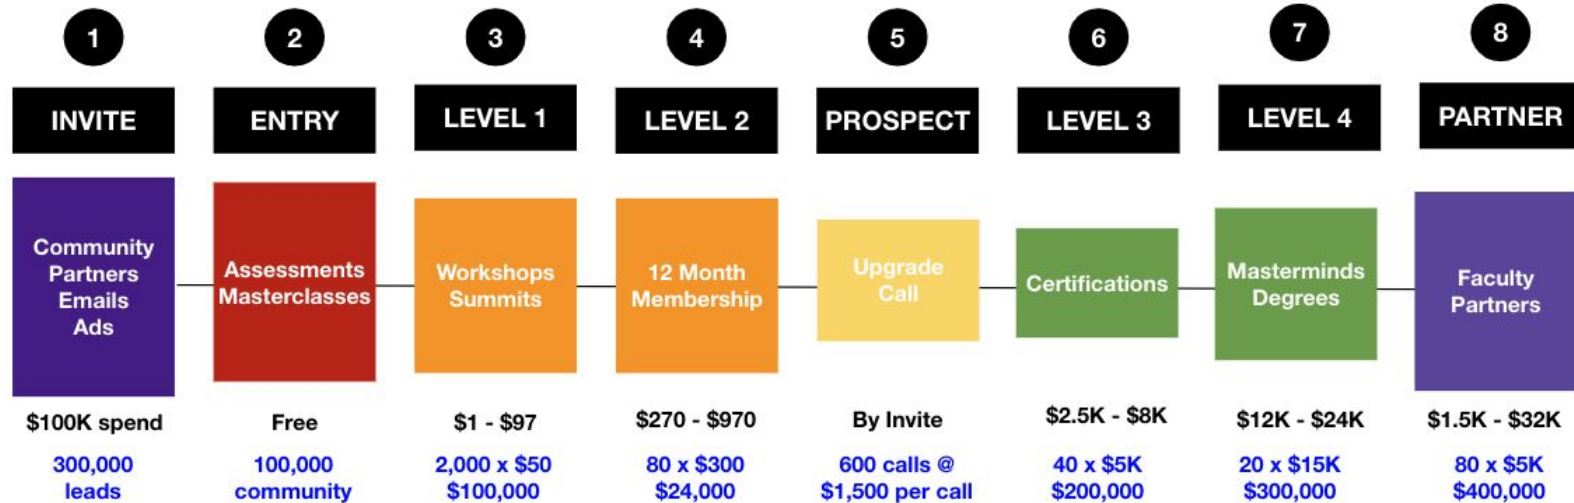 1
2
3
4
5
6
7
8
INVITE
ENTRY
LEVEL 1
LEVEL 2
PROSPECT
LEVEL 3
LEVEL 4
PARTNER
Community
Partners
Emails
Ads
Assessments
Masterclasses
Workshops
Summits
12 Month
Membership
Upgrade
Call
Certifications
Masterminds
Degrees
Faculty
Partners
$100K spend
Free
$1 - $97
$270 - $970
By Invite
$2.5K - $8K
$12K - $24K
$1.5K - $32K
300,000
leads
100,000
community
2,000 x $50
$100,000
80 x $300
$24,000
600 calls @
$1,500 per call
40 x $5K
$200,000
20 x $15K
$300,000
80 x $5K
$400,000